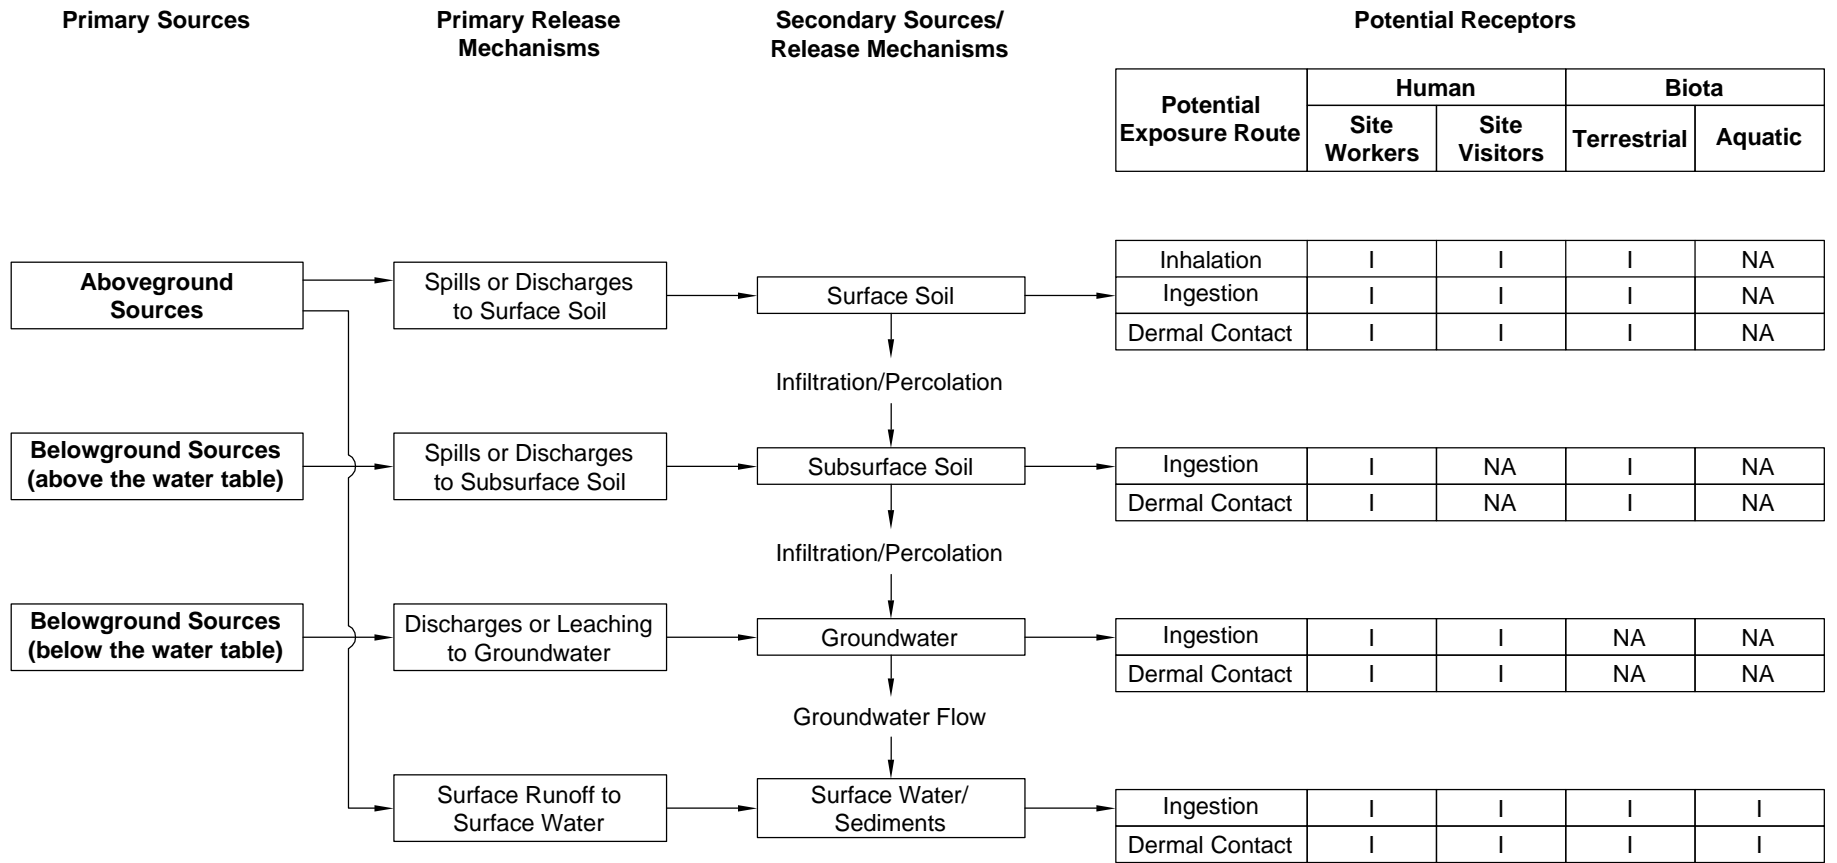 Primary Sources
Primary Release
Mechanisms
Secondary Sources/
Release Mechanisms
Potential Receptors
Potential
Exposure Route
Human
Biota
Site
Workers
Site
Visitors
Terrestrial
Aquatic
Aboveground
Sources
Spills or Discharges
to Surface Soil
Surface Soil
Inhalation I I I NA
Ingestion I I I NA
Dermal Contact I I I NA
Infiltration/Percolation
Belowground Sources
(above the water table)
Spills or Discharges
to Subsurface Soil
Subsurface Soil
Ingestion I NA I NA
Dermal Contact I NA I NA
Infiltration/Percolation
Belowground Sources
(below the water table)
Discharges or Leaching
to Groundwater
Groundwater
Ingestion I I NA NA
Dermal Contact I I NA NA
Groundwater Flow
Surface Runoff to
Surface Water
Surface Water/
Sediments
Ingestion I I I I
Dermal Contact I I I I